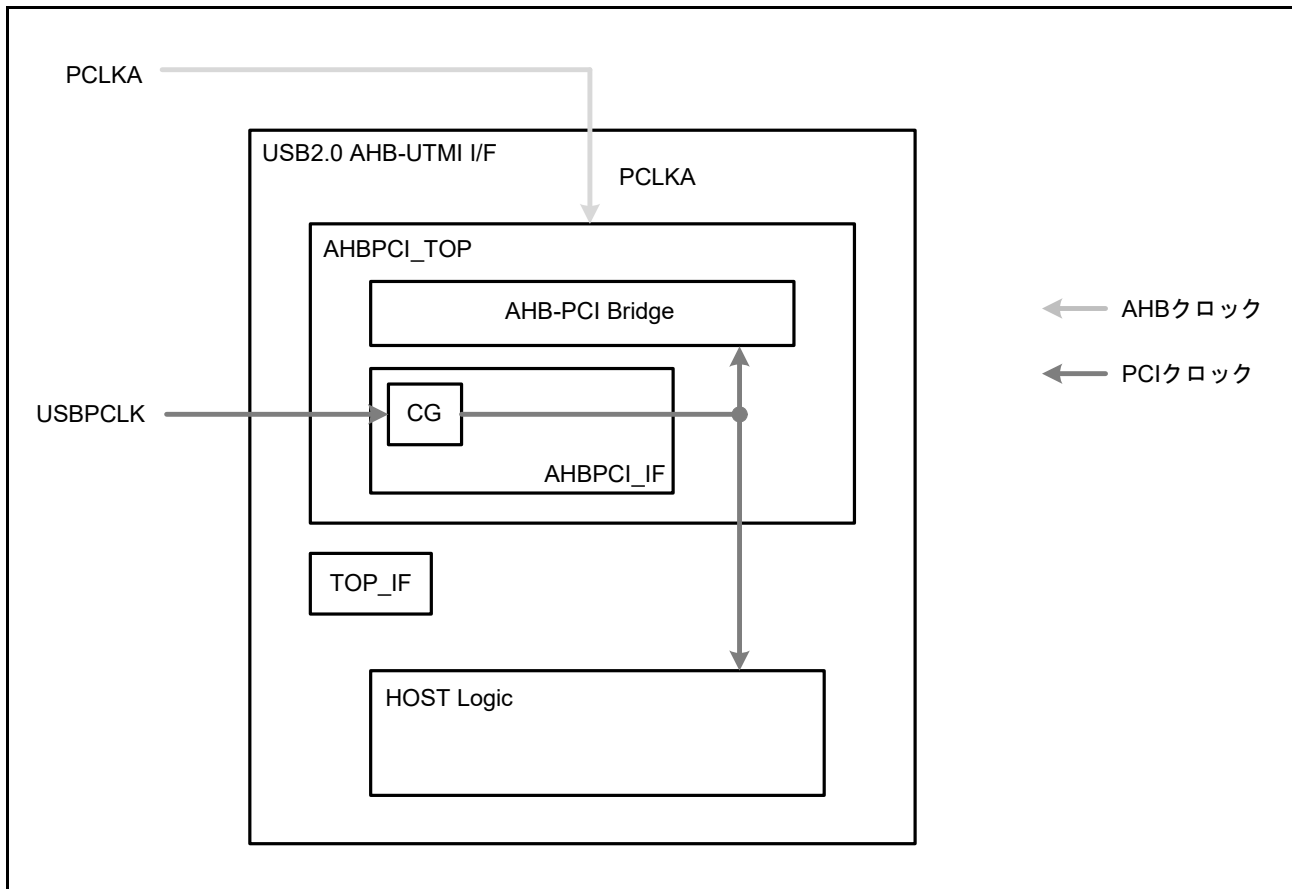 PCLKA
USB2.0 AHB-UTMI I/F
PCLKA
AHBPCI_TOP
AHB-PCI Bridge
AHBクロック
PCIクロック
USBPCLK
CG
AHBPCI_IF
TOP_IF
HOST Logic